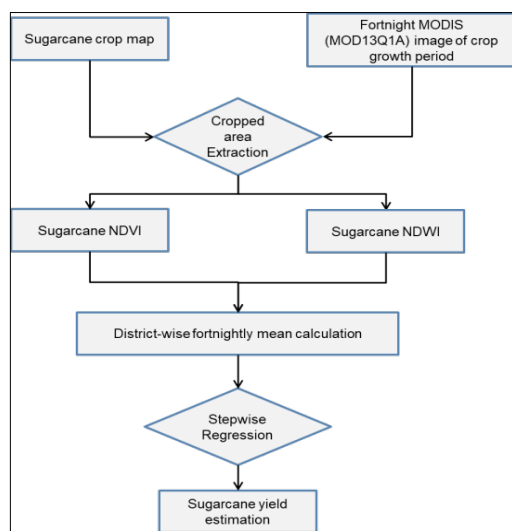 Sugarcane crop map
Fortnight MODIS
(MOD13Q1A) image of crop
growth period
Cropped
area
Extraction
Sugarcane NDVI
Sugarcane NDWI
District-wise fortnightly mean calculation
Stepwise
Regression
Sugarcane yield
estimation